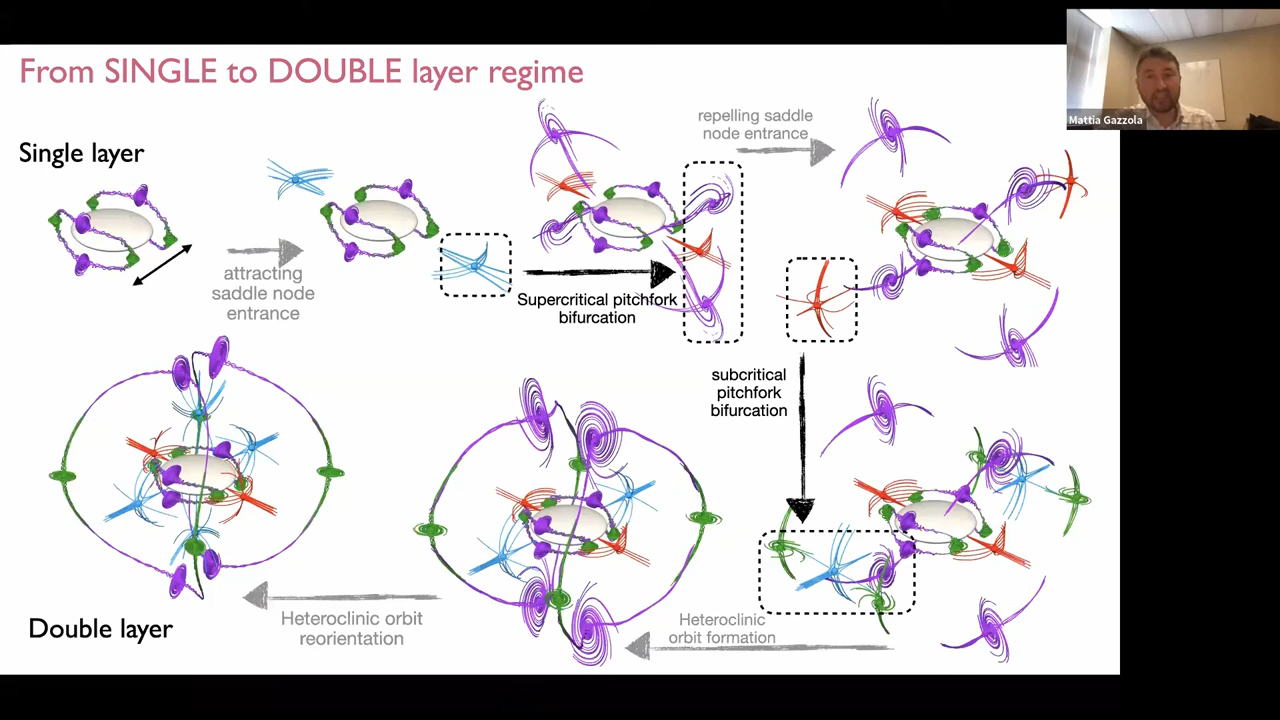 From SINGLE to DOUBLE layer regime
Mattia Gazzola
Single layer
attracting
saddle node
entrance
Supercritical pitchfork
bifurcation
repelling saddle
node entrance
subcritical
pitchfork
bifurcation
Heteroclinic
orbit formation
Heteroclinic orbit
reorientation
Double layer